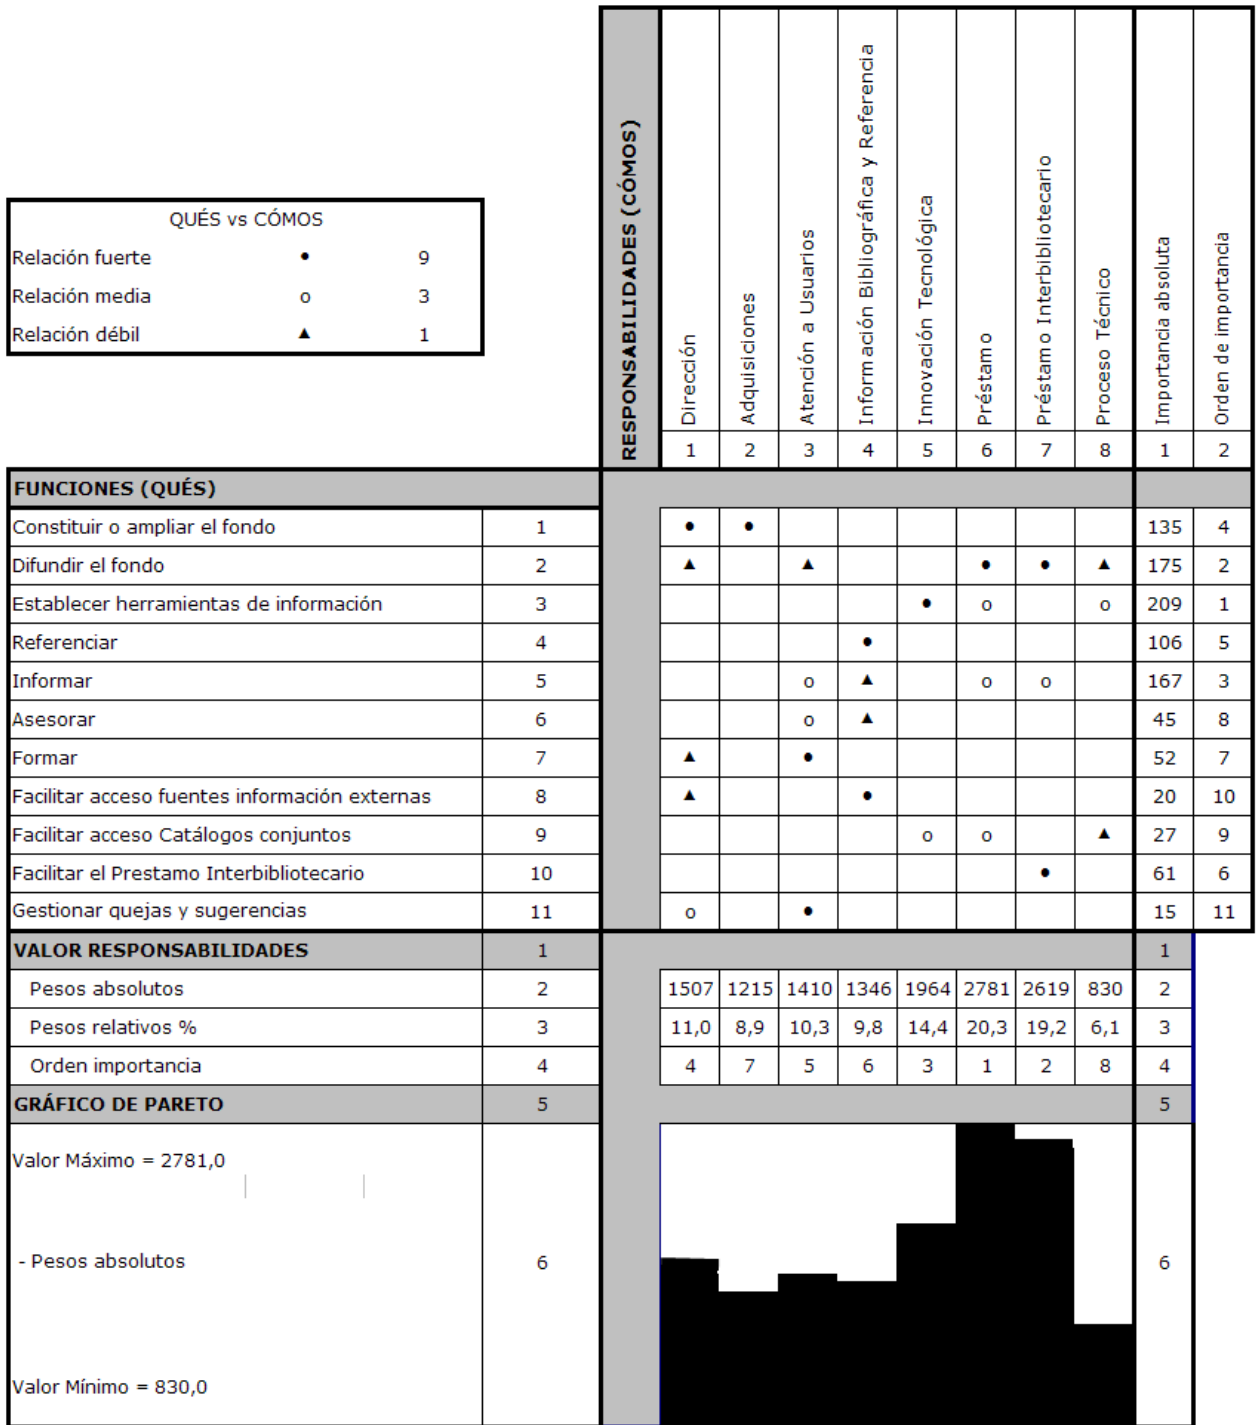 RESPONSABILIDADES (CÓMOS)
Dirección
Adquisiciones
Atención a Usuarios
Información Bibliográfica y Referencia
Innovación Tecnológica
Préstamo
Préstamo Interbibliotecario
Proceso Técnico
Importancia absoluta
Orden de importancia
QUÉS vs CÓMOS
Relación fuerte • 9
Relación media o 3
Relación débil ▲ 1
1 2 3 4 5 6 7 8 1 2
FUNCIONES (QUÉS)
Constituir o ampliar el fondo 1 • • 135 4
Difundir el fondo 2 ▲ ▲ • • ▲ 175 2
Establecer herramientas de información 3 • o o 209 1
Referenciar 4 • 106 5
Informar 5 o ▲ o o 167 3
Asesorar 6 o ▲ 45 8
Formar 7 ▲ • 52 7
Facilitar acceso fuentes información externas 8 ▲ • 20 10
Facilitar acceso Catálogos conjuntos 9 o o ▲ 27 9
Facilitar el Prestamo Interbibliotecario 10 • 61 6
Gestionar quejas y sugerencias 11 o • 15 11
VALOR RESPONSABILIDADES 1 1
Pesos absolutos 2 1507 1215 1410 1346 1964 2781 2619 830 2
Pesos relativos % 3 11,0 8,9 10,3 9,8 14,4 20,3 19,2 6,1 3
Orden importancia 4 4 7 5 6 3 1 2 8 4
GRÁFICO DE PARETO 5 5
Valor Máximo = 2781,0
- Pesos absolutos 6 6
Valor Mínimo = 830,0